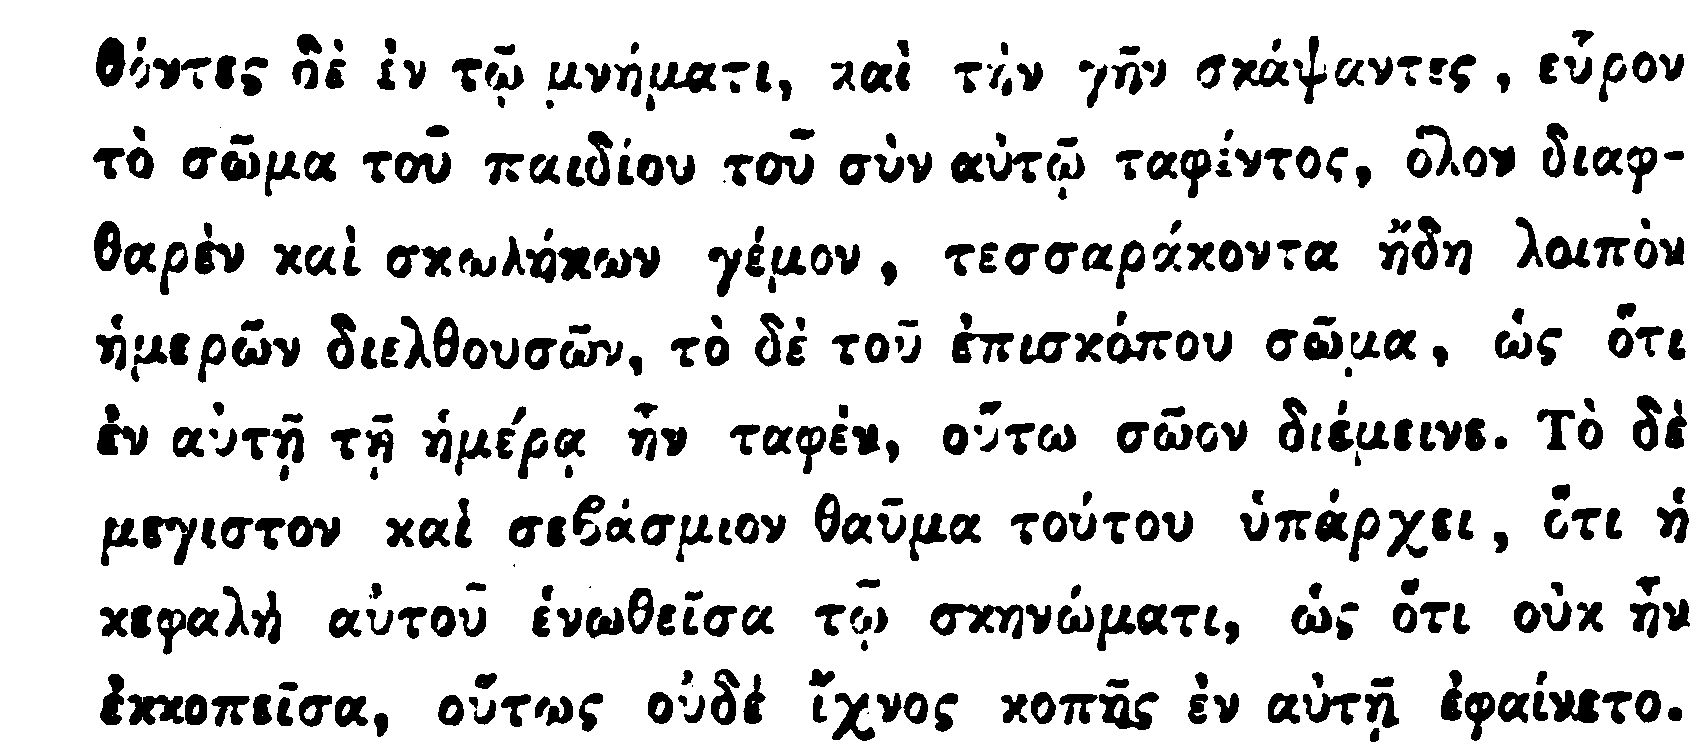 θόντες δὲ ἐν τῷ μνήματι, καὶ τὴν γῆν σκάψαντες, εὗρον
τὸ σῶμα τοῦ παιδίου τοῦ σὺν αὐτῷ ταφέντος, ὅλον διαφ-
θαρὲν καὶ σκωλήκων γέμον, τεσσαράκοντα ἤδη λοιπὸν
ἡμερῶν διελθουσῶν, τὸ δὲ τοῦ ἐπισκόπου σῶμα, ὡς ὅτι
ἐν αὐτῇ τῇ ἡμέρᾳ ἦν ταφὲν, οὕτω σῶον διέμεινε. Τὸ δὲ
μεγιστον καὶ σεβάσμιον θαῦμα τούτου ὑπάρχει, ὅτι ἡ
κεφαλὴ αὐτοῦ ἑνωθεῖσα τῷ σκηνώματι, ὡς ὅτι οὐκ ἦν
ἐκκοπεῖσα, οὕτως οὐδὲ ἴχνος κοπῆς ἐν αὐτῇ ἐφαίνετο.